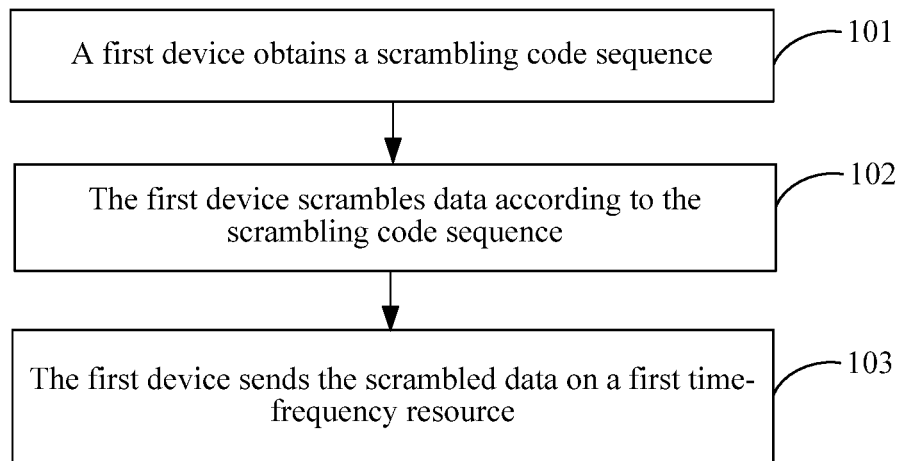 A first device obtains a scrambling code sequence
101
The first device scrambles data according to the
scrambling code sequence
102
The first device sends the scrambled data on a first time-
frequency resource
103